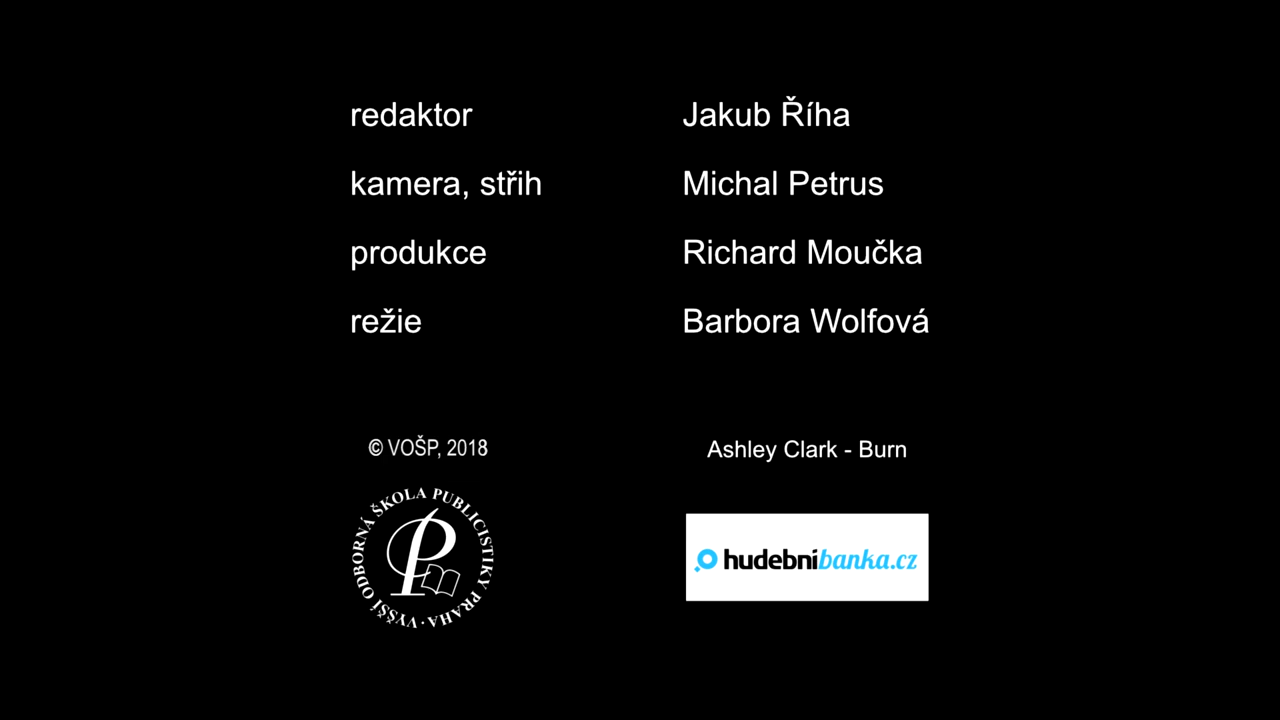 redaktor Jakub Říha
kamera, střih Michal Petrus
produkce Richard Moučka
režie Barbora Wolfová
© VOŠP, 2018 Ashley Clark - Burn
VYŠŠÍ ODBORNÁ ŠKOLA PUBLICISTIKY PRAHA ·
P
hudebníbanka.cz